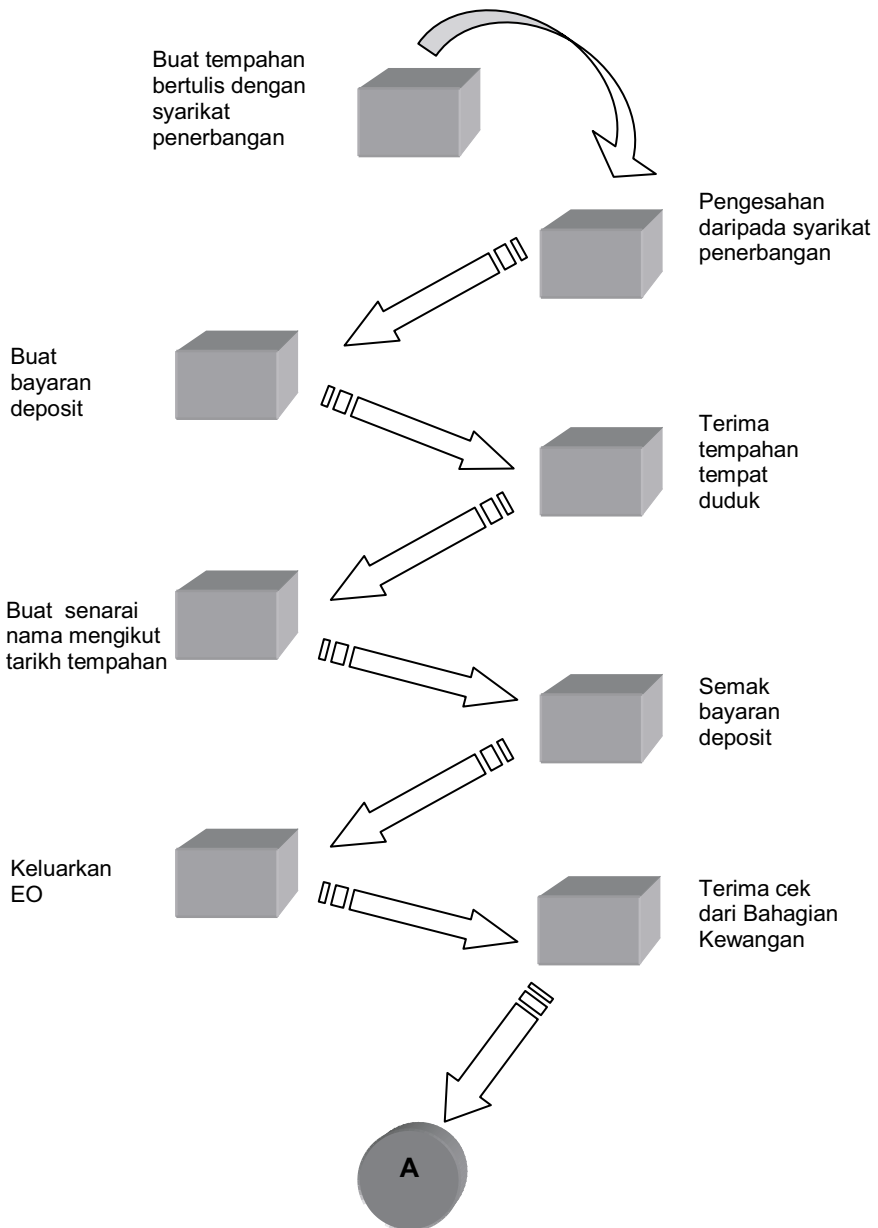 Buat tempahan
bertulis dengan
syarikat
penerbangan
Pengesahan
daripada syarikat
penerbangan
Buat
bayaran
deposit
Terima
tempahan
tempat
duduk
Buat senarai
nama mengikut
tarikh tempahan
Semak
bayaran
deposit
Keluarkan
EO
Terima cek
dari Bahagian
Kewangan
A